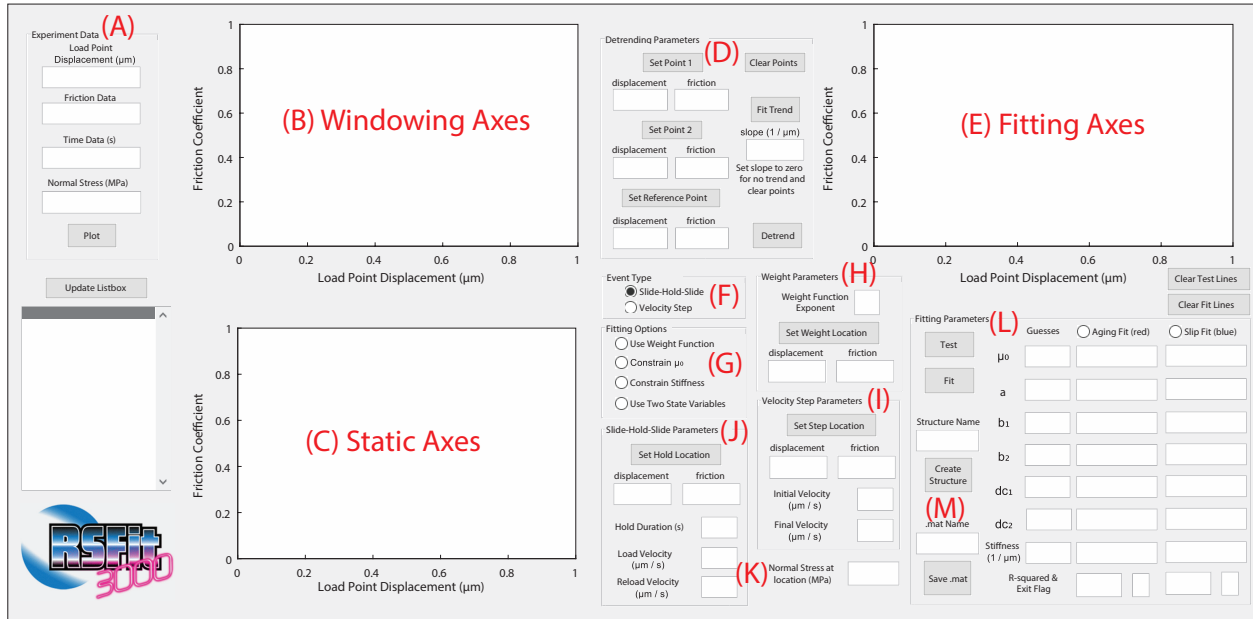 (A)
Experiment Data
Load Point
Displacement (µm)
Friction Data
Time Data (s)
Normal Stress (MPa)
Plot
Update Listbox
RSFit
3000
1
0.8
0.6
0.4
0.2
0
Friction Coefficient
(B) Windowing Axes
0 0.2 0.4 0.6 0.8 1
Load Point Displacement (µm)
1
0.8
0.6
0.4
0.2
0
Friction Coefficient
(C) Static Axes
0 0.2 0.4 0.6 0.8 1
Load Point Displacement (µm)
Detrending Parameters
(D)
Set Point 1
Clear Points
displacement friction
Fit Trend
Set Point 2
slope (1 / µm)
displacement friction
Set slope to zero
for no trend and
clear points
Set Reference Point
displacement friction
Detrend
1
0.8
0.6
0.4
0.2
0
Friction Coefficient
(E) Fitting Axes
0 0.2 0.4 0.6 0.8 1
Load Point Displacement (µm)
Event Type
Slide-Hold-Slide
(F)
Velocity Step
Fitting Options
Use Weight Function
Constrain µ₀
(G)
Constrain Stiffness
Use Two State Variables
Slide-Hold-Slide Parameters
(J)
Set Hold Location
displacement friction
Hold Duration (s)
Load Velocity
(µm / s)
Reload Velocity
(µm / s)
Weight Parameters
(H)
Weight Function
Exponent
Set Weight Location
displacement friction
Velocity Step Parameters
(I)
Set Step Location
displacement friction
Initial Velocity
(µm / s)
Final Velocity
(µm / s)
(K)
Normal Stress at
location (MPa)
Clear Test Lines
Clear Fit Lines
Fitting Parameters
(L)
Guesses Aging Fit (red) Slip Fit (blue)
Test
µ₀
Fit
a
Structure Name
b₁
b₂
Create
Structure
dc₁
(M)
.mat Name
dc₂
Stiffness
(1 / µm)
Save .mat
R-squared &
Exit Flag